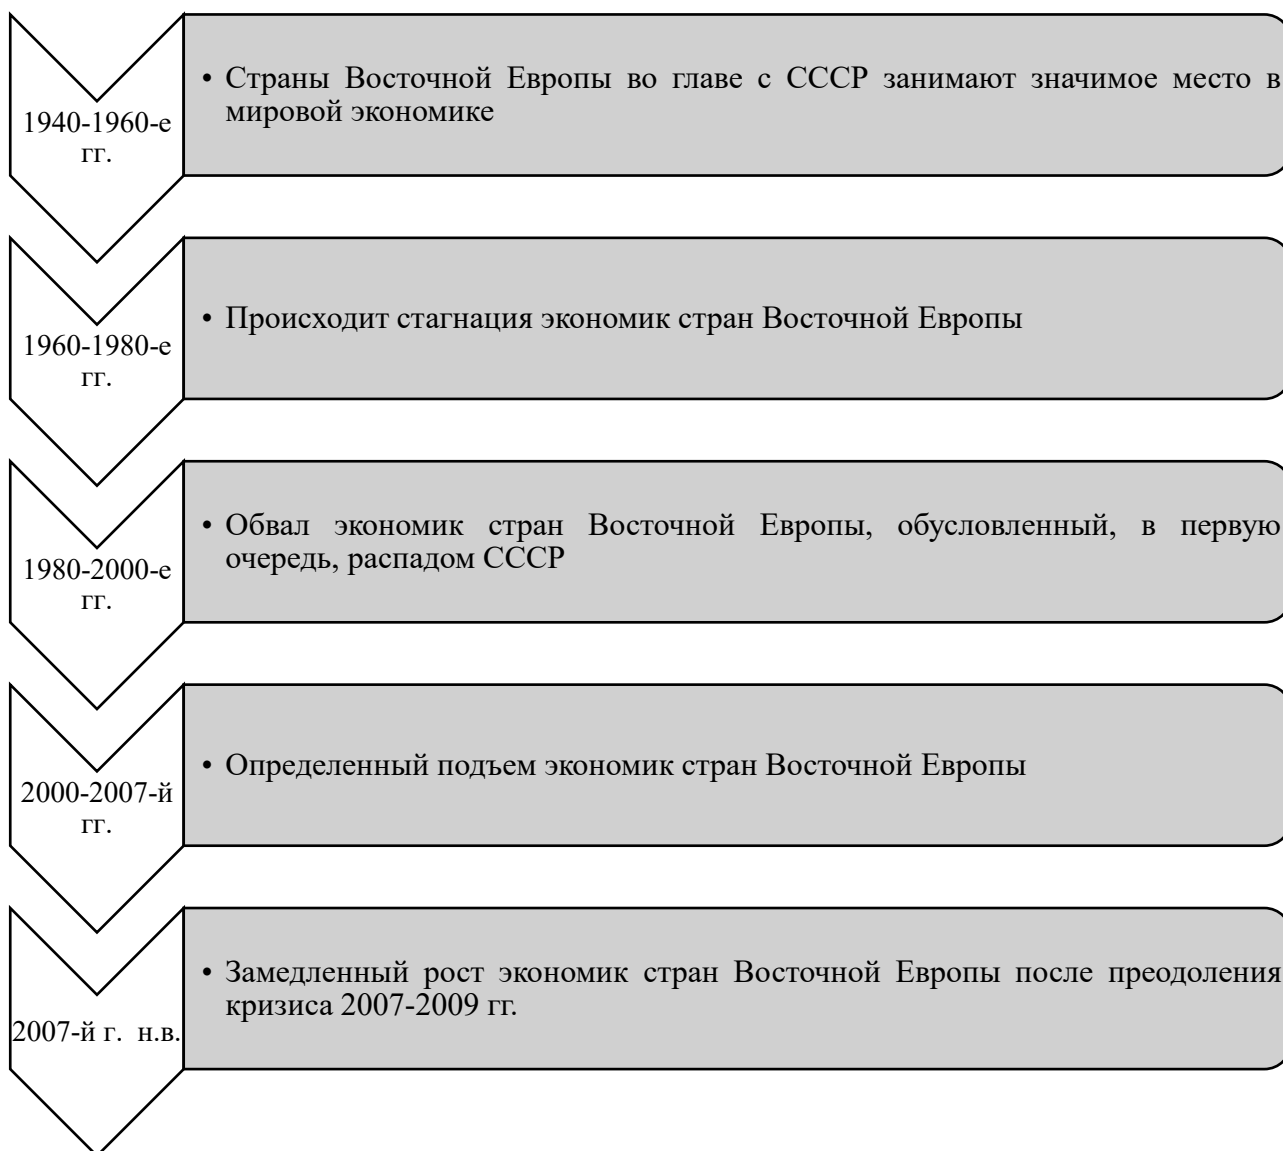 1940-1960-е
гг.
• Страны Восточной Европы во главе с СССР занимают значимое место в
мировой экономике
1960-1980-е
гг.
• Происходит стагнация экономик стран Восточной Европы
1980-2000-е
гг.
• Обвал экономик стран Восточной Европы, обусловленный, в первую
очередь, распадом СССР
2000-2007-й
гг.
• Определенный подъем экономик стран Восточной Европы
2007-й г. н.в.
• Замедленный рост экономик стран Восточной Европы после преодоления
кризиса 2007-2009 гг.